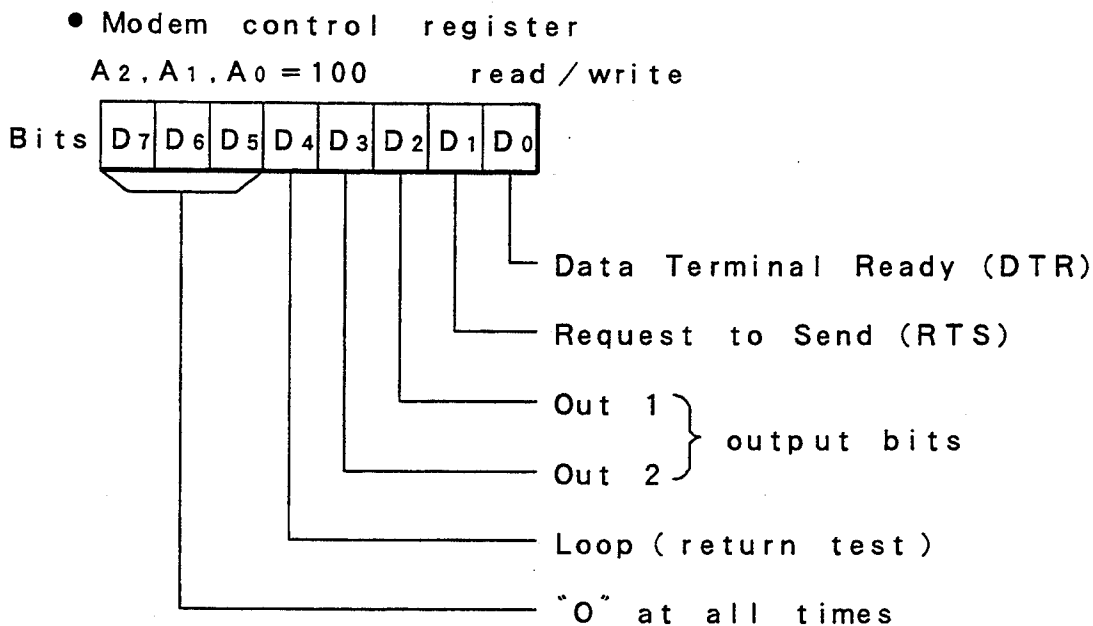 ● Modem control register
A2, A1, A0 = 100 read/write
Bits D7 D6 D5 D4 D3 D2 D1 D0
Data Terminal Ready (DTR)
Request to Send (RTS)
Out 1
output bits
Out 2
Loop (return test)
"0" at all times